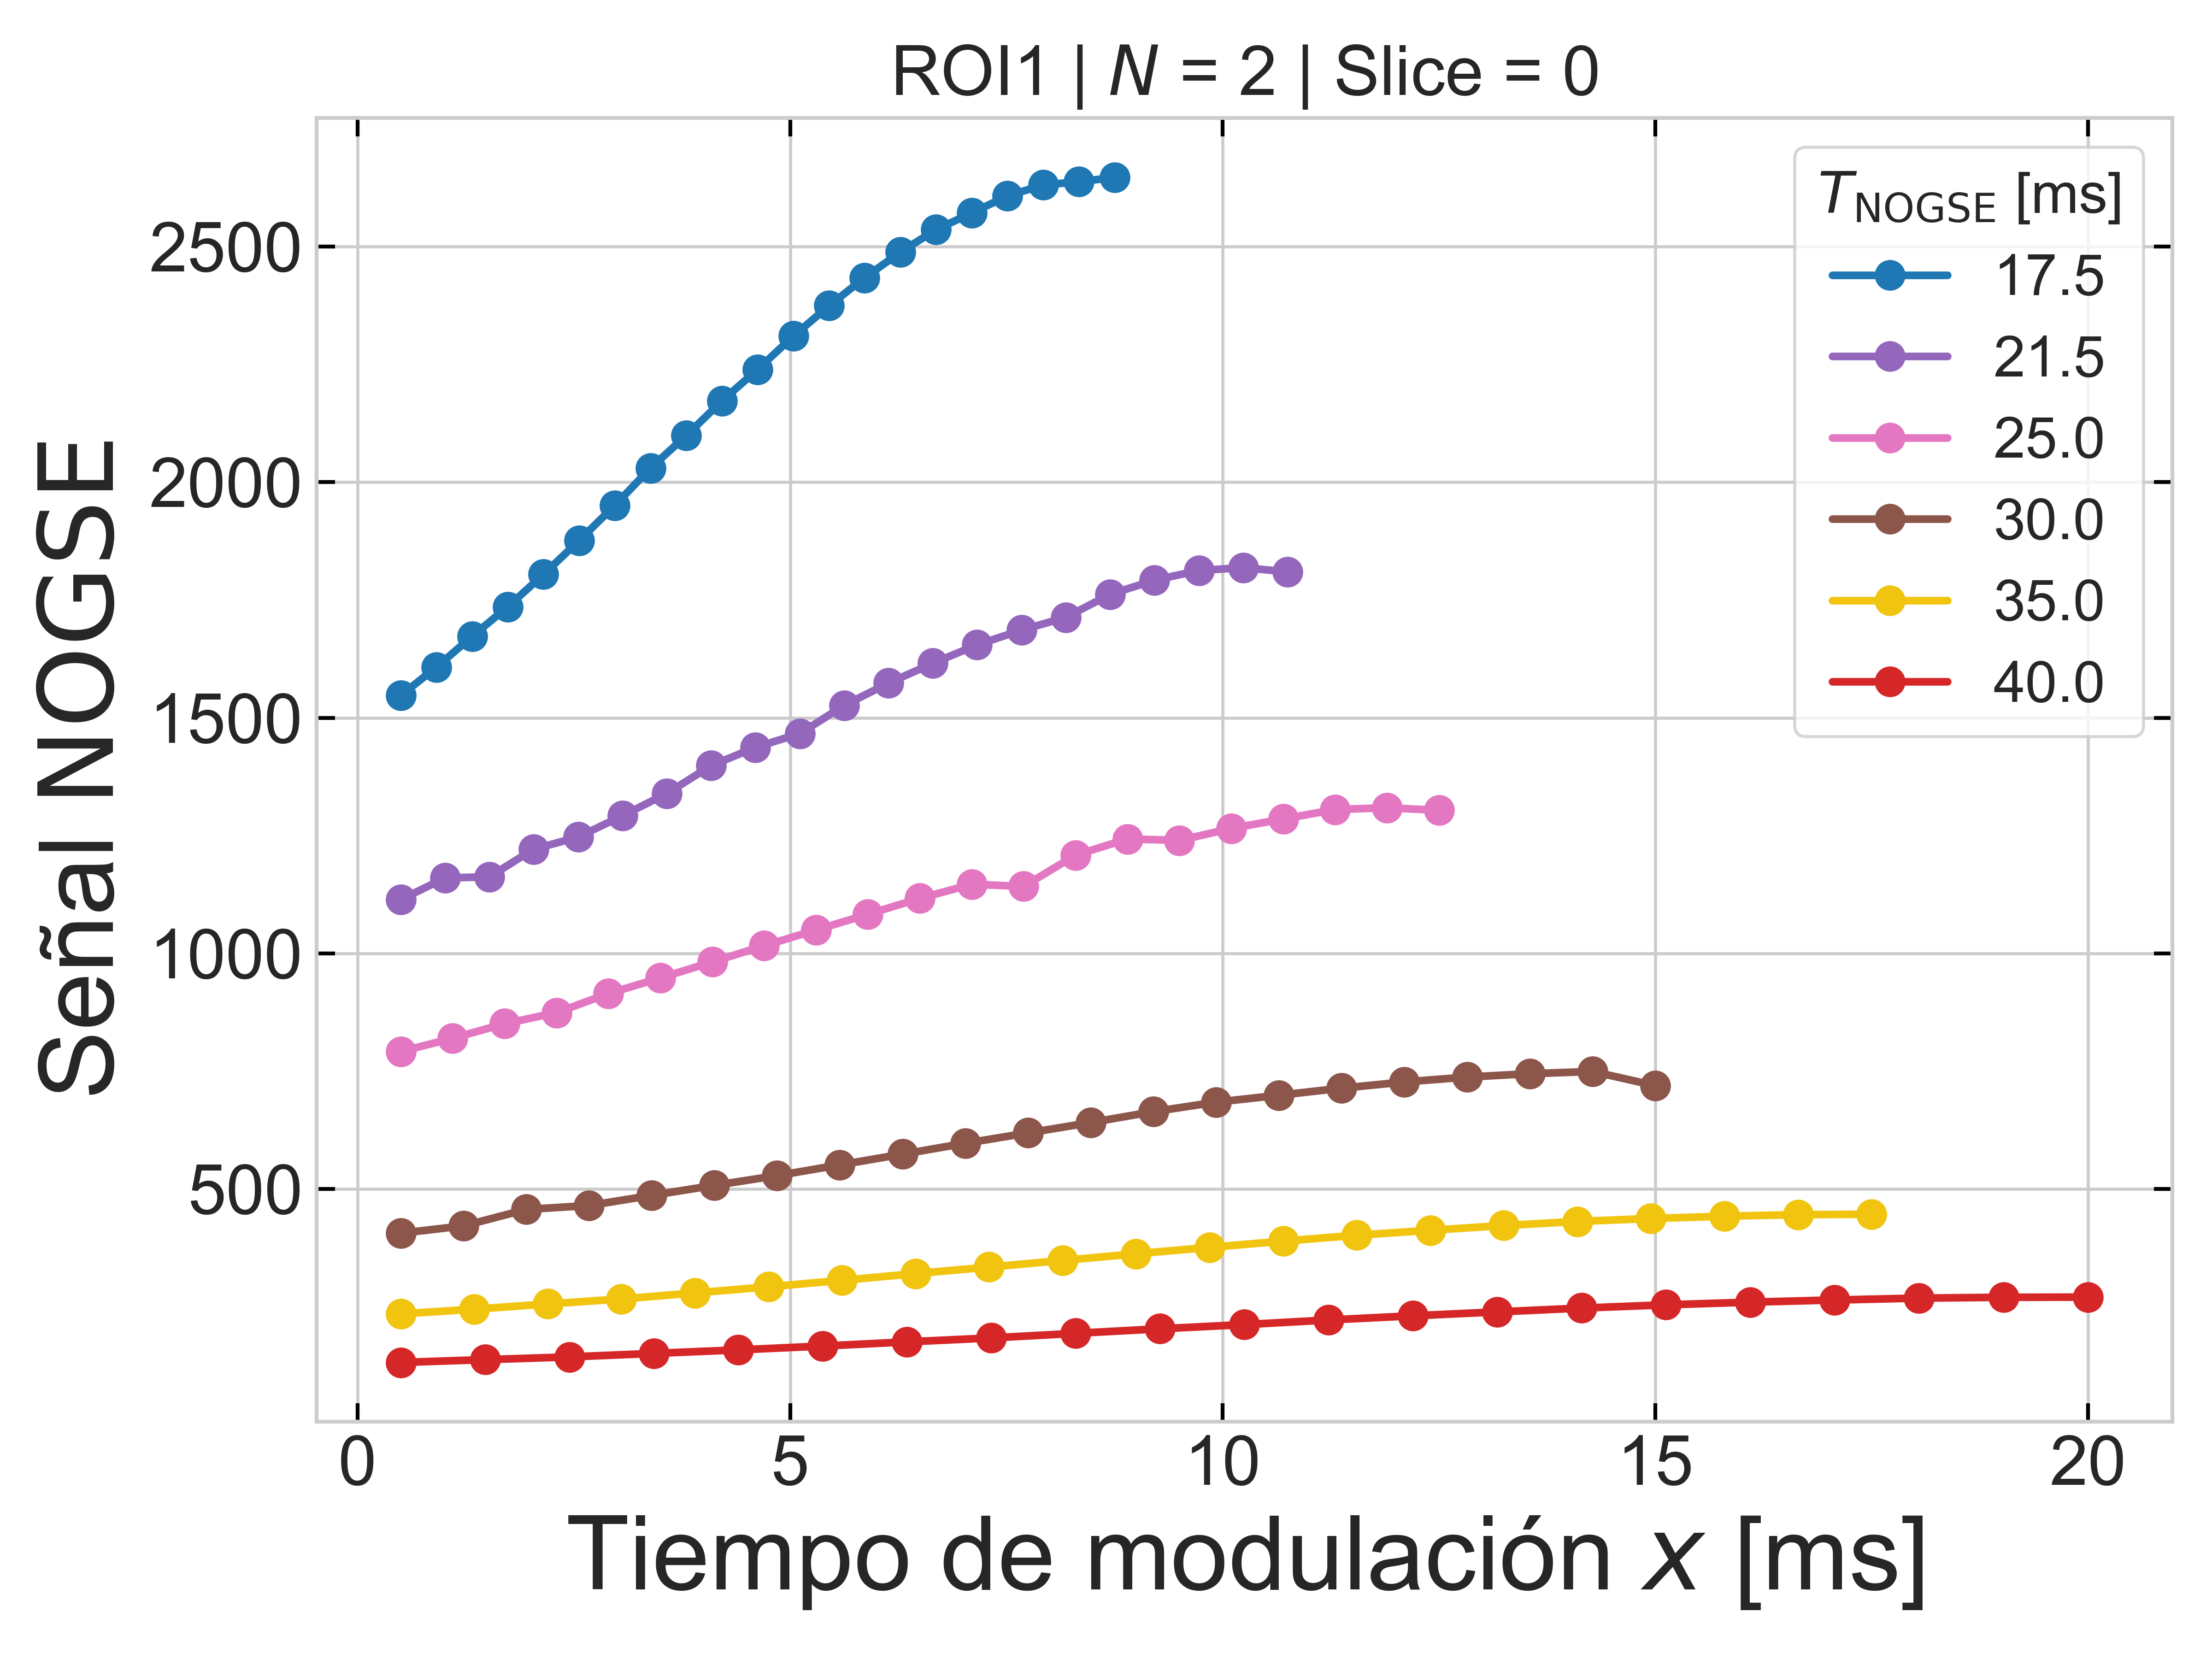 ROI1 | N = 2 | Slice = 0
Señal NOGSE
2500
2000
1500
1000
500
T_NOGSE [ms]
17.5
21.5
25.0
30.0
35.0
40.0
0 5 10 15 20
Tiempo de modulación x [ms]